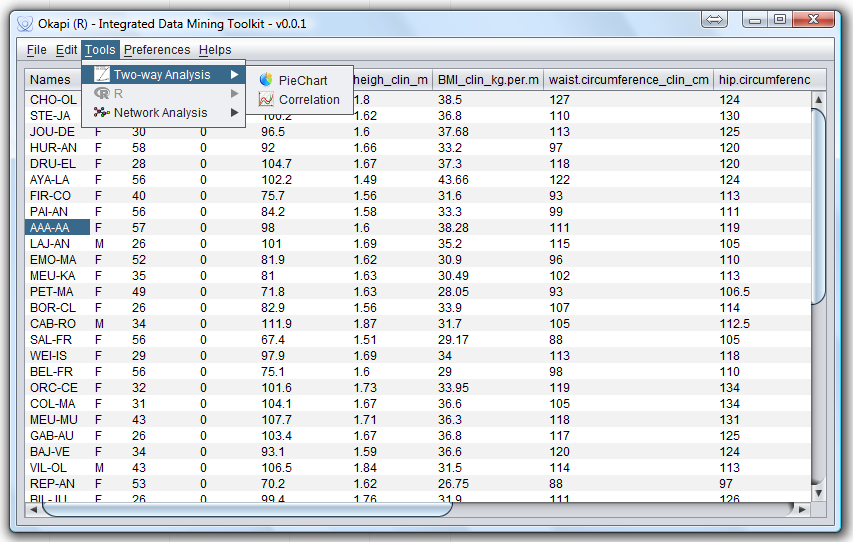 Okapi (R) - Integrated Data Mining Toolkit - v0.0.1
File Edit Tools Preferences Helps
Two-way Analysis
R
Network Analysis
PieChart
Correlation
Names heigh_clin_m BMI_clin_kg.per.m waist.circumference_clin_cm hip.circumferenc
CHO-OL 1.8 38.5 127 124
STE-JA 106.2 1.62 36.8 110 130
JOU-DE F 30 0 96.5 1.6 37.68 113 125
HUR-AN F 58 0 92 1.66 33.2 97 120
DRU-EL F 28 0 104.7 1.67 37.3 118 120
AYA-LA F 56 0 102.2 1.49 43.66 122 124
FIR-CO F 40 0 75.7 1.56 31.6 93 113
PAI-AN F 56 0 84.2 1.58 33.3 99 111
AAA-AA F 57 0 98 1.6 38.28 111 119
LAJ-AN M 26 0 101 1.69 35.2 115 105
EMO-MA F 52 0 81.9 1.62 30.9 96 110
MEU-KA F 35 0 81 1.63 30.49 102 113
PET-MA F 49 0 71.8 1.63 28.05 93 106.5
BOR-CL F 26 0 82.9 1.56 33.9 107 114
CAB-RO M 34 0 111.9 1.87 31.7 105 112.5
SAL-FR F 56 0 67.4 1.51 29.17 88 105
WEI-IS F 29 0 97.9 1.69 34 113 118
BEL-FR F 56 0 75.1 1.6 29 98 110
ORC-CE F 32 0 101.6 1.73 33.95 119 134
COL-MA F 31 0 104.1 1.67 36.6 105 134
MEU-MU F 43 0 107.7 1.71 36.3 118 131
GAB-AU F 26 0 103.4 1.67 36.8 117 125
BAJ-VE F 34 0 93.1 1.59 36.6 120 124
VIL-OL M 43 0 106.5 1.84 31.5 114 113
REP-AN F 53 0 70.2 1.62 26.75 88 97
BIL-JU F 26 0 99.4 1.76 31.9 111 126